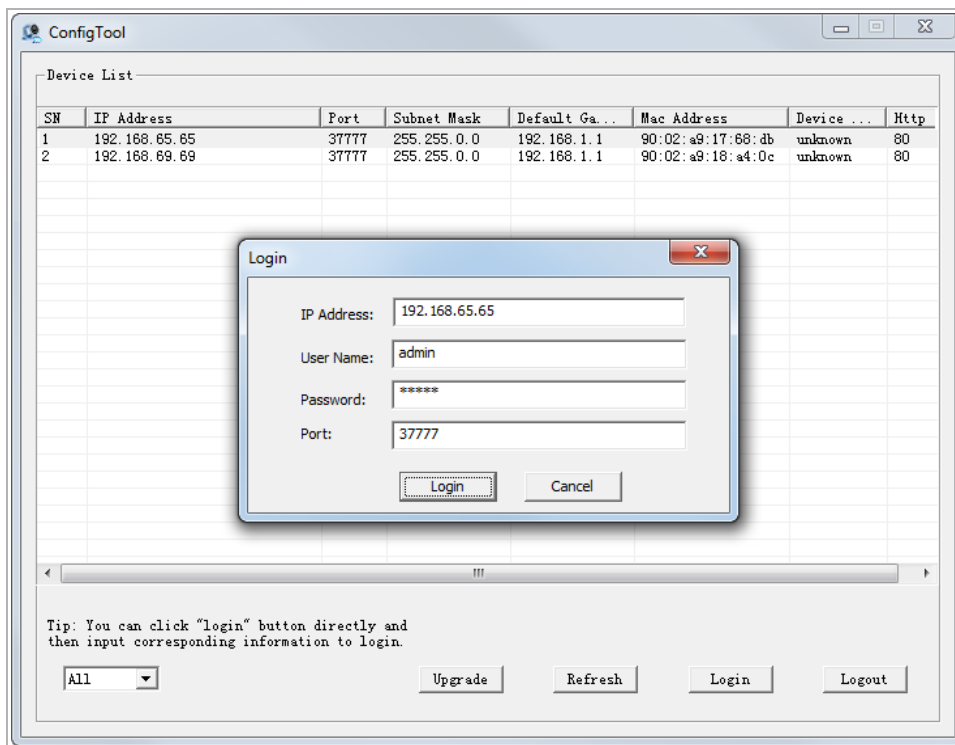 ConfigTool
Device List
SN IP Address Port Subnet Mask Default Ga... Mac Address Device ... Http
1 192.168.65.65 37777 255.255.0.0 192.168.1.1 90:02:a9:17:68:db unknown 80
2 192.168.69.69 37777 255.255.0.0 192.168.1.1 90:02:a9:18:a4:0c unknown 80
Login
IP Address: 192.168.65.65
User Name: admin
Password: *****
Port: 37777
Login Cancel
Tip: You can click "login" button directly and
then input corresponding information to login.
All Upgrade Refresh Login Logout